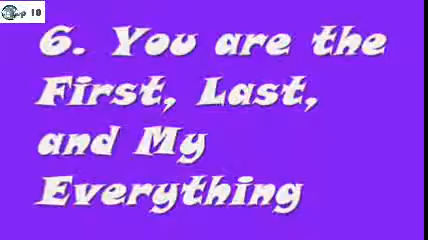 6. You are the
First, Last,
and My
Everything